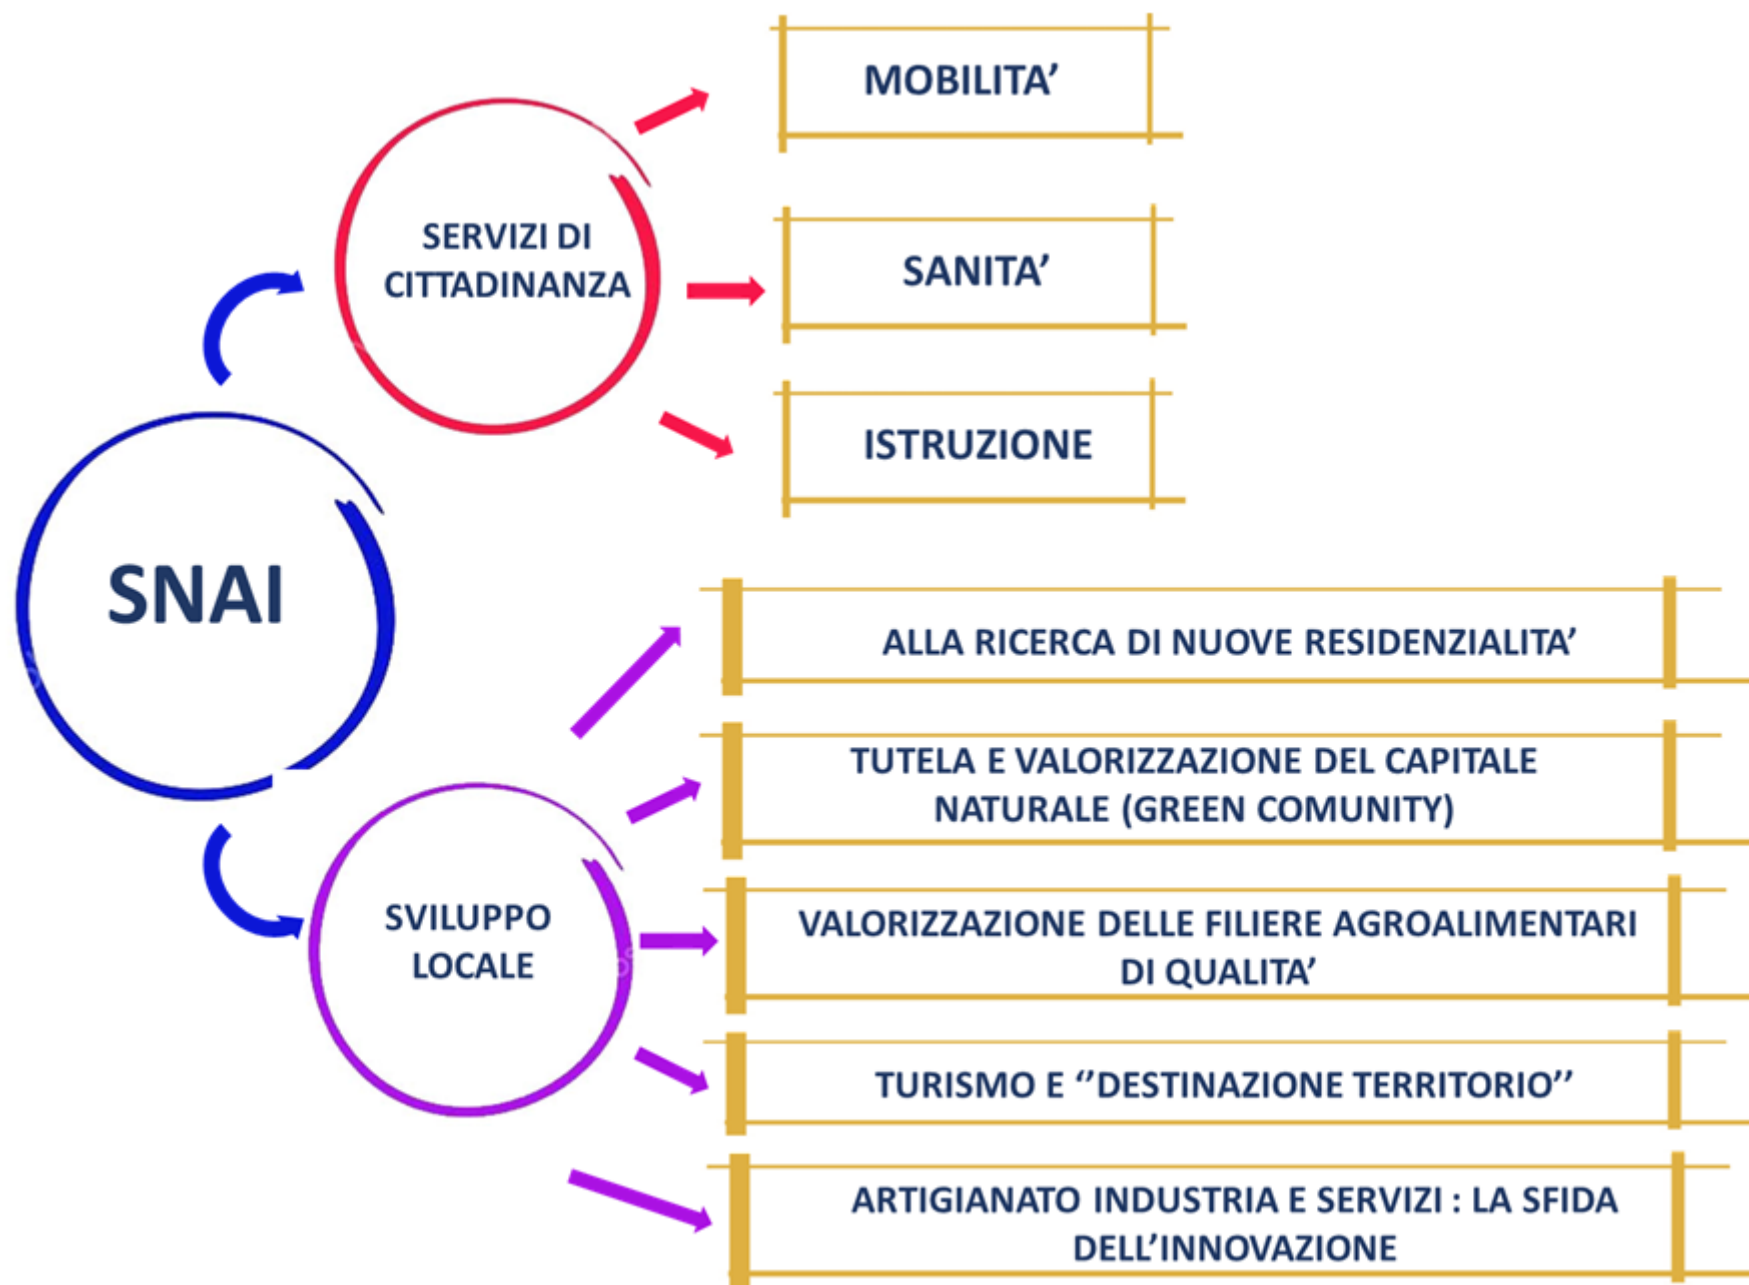 MOBILITA’
SERVIZI DI
CITTADINANZA
SANITA’
ISTRUZIONE
SNAI
ALLA RICERCA DI NUOVE RESIDENZIALITA’
TUTELA E VALORIZZAZIONE DEL CAPITALE
NATURALE (GREEN COMUNITY)
SVILUPPO
LOCALE
VALORIZZAZIONE DELLE FILIERE AGROALIMENTARI
DI QUALITA’
TURISMO E ‘’DESTINAZIONE TERRITORIO’’
ARTIGIANATO INDUSTRIA E SERVIZI : LA SFIDA
DELL’INNOVAZIONE